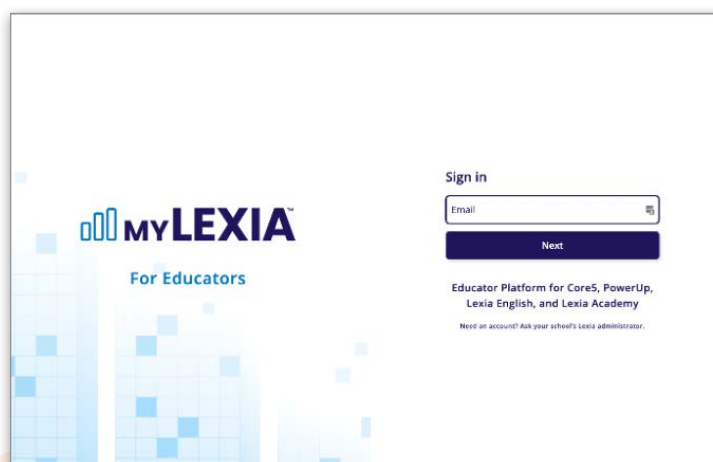 myLEXIA™
For Educators
Sign in
Email
Next
Educator Platform for Core5, PowerUp,
Lexia English, and Lexia Academy
Need an account? Ask your school's Lexia administrator.